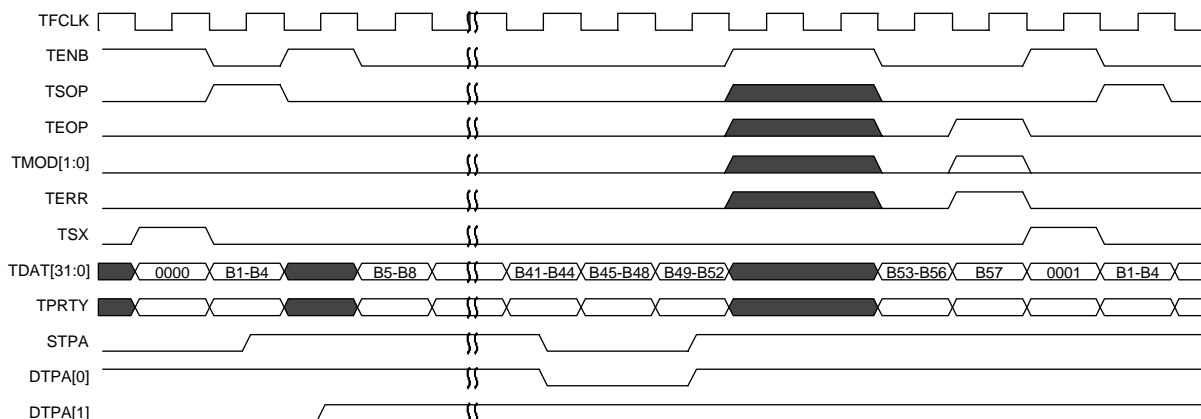 TFCLK
TENB
TSOP
TEOP
TMOD[1:0]
TERR
TSX
TDAT[31:0] 0000 B1-B4 B5-B8 B41-B44 B45-B48 B49-B52 B53-B56 B57 0001 B1-B4
TPRTY
STPA
DTPA[0]
DTPA[1]